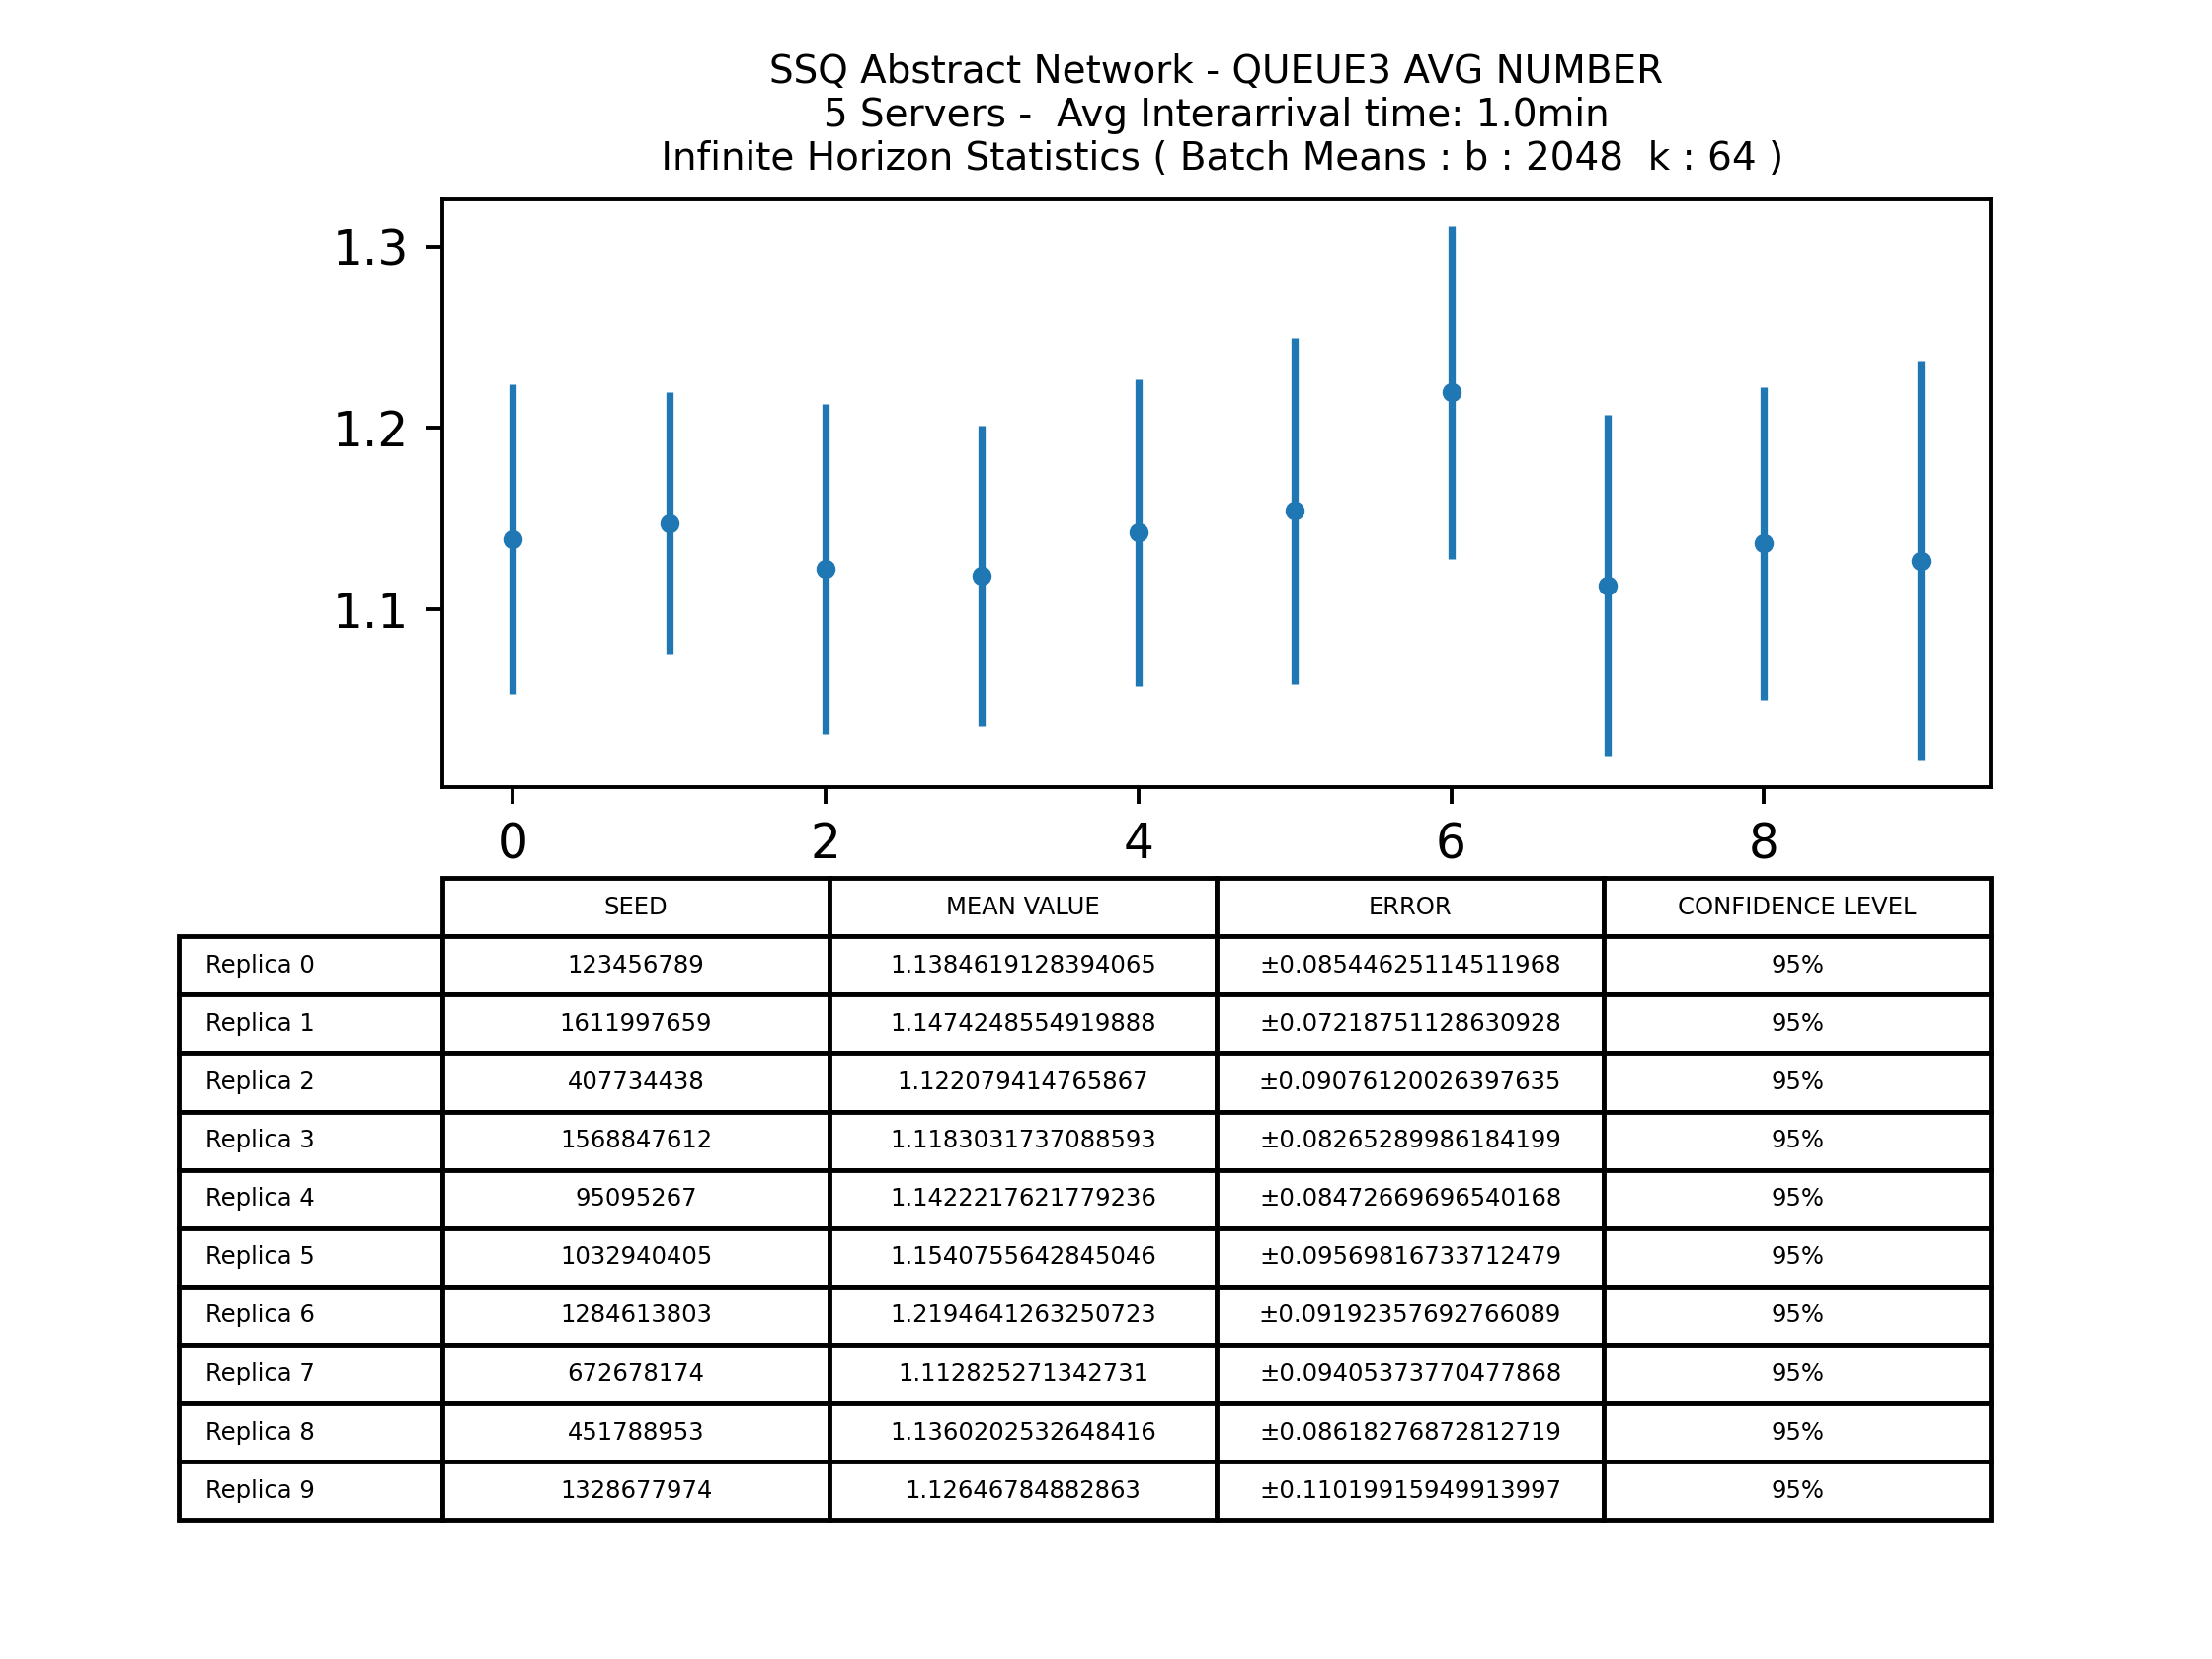 SSQ Abstract Network - QUEUE3 AVG NUMBER
5 Servers -  Avg Interarrival time: 1.0min
Infinite Horizon Statistics ( Batch Means : b : 2048  k : 64 )
1.3
1.2
1.1
0 2 4 6 8
SEED MEAN VALUE ERROR CONFIDENCE LEVEL
Replica 0 123456789 1.1384619128394065 ±0.08544625114511968 95%
Replica 1 1611997659 1.1474248554919888 ±0.07218751128630928 95%
Replica 2 407734438 1.122079414765867 ±0.09076120026397635 95%
Replica 3 1568847612 1.1183031737088593 ±0.08265289986184199 95%
Replica 4 95095267 1.1422217621779236 ±0.08472669696540168 95%
Replica 5 1032940405 1.1540755642845046 ±0.09569816733712479 95%
Replica 6 1284613803 1.2194641263250723 ±0.09192357692766089 95%
Replica 7 672678174 1.112825271342731 ±0.09405373770477868 95%
Replica 8 451788953 1.1360202532648416 ±0.08618276872812719 95%
Replica 9 1328677974 1.12646784882863 ±0.11019915949913997 95%